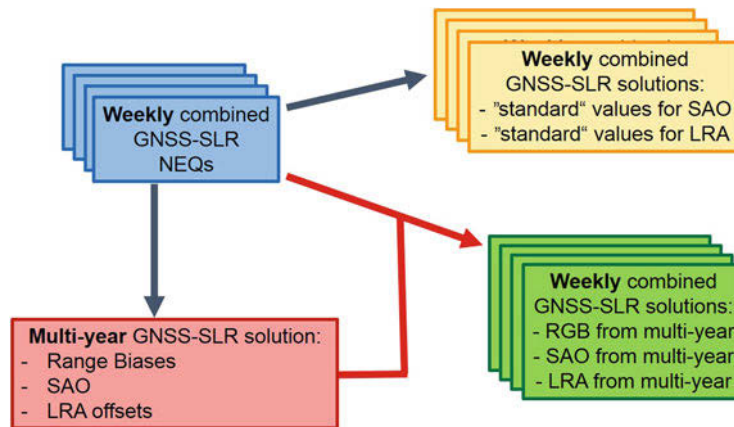 Weekly combined
GNSS-SLR
NEQs
Weekly combined
GNSS-SLR solutions:
- ”standard“ values for SAO
- ”standard“ values for LRA
Multi-year GNSS-SLR solution:
- Range Biases
- SAO
- LRA offsets
Weekly combined
GNSS-SLR solutions:
- RGB from multi-year
- SAO from multi-year
- LRA from multi-year